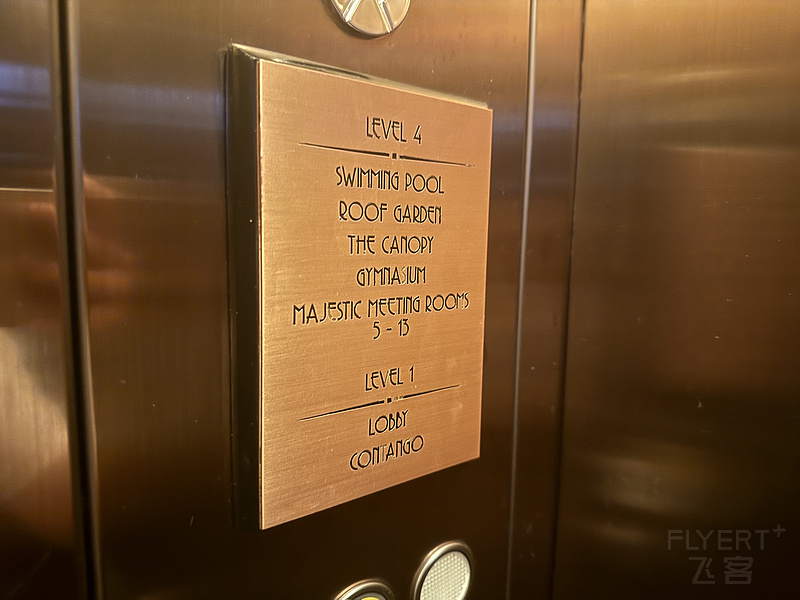 LEVEL 4
SWIMMING POOL
ROOF GARDEN
THE CANOPY
GYMNASIUM
MAJESTIC MEETING ROOMS
5 - 13
LEVEL 1
LOBBY
CONTANGO
FLYERT+
飞客